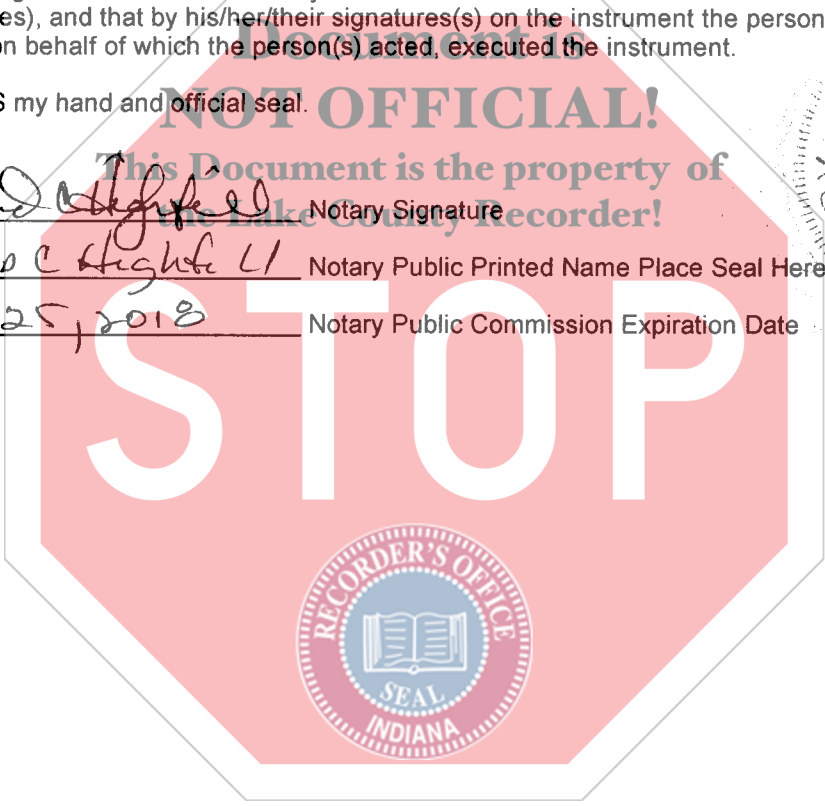 es), and that by his/her/their signatures(s) on the instrument the person
n behalf of which the person(s) acted, executed the instrument.
Document is
S my hand and official seal.
NOT OFFICIAL!
This Document is the property of
the Lake County Recorder!
Notary Signature
C Highfill Notary Public Printed Name Place Seal Here
25, 2018 Notary Public Commission Expiration Date
STOP
RECORDER'S OFFICE
SEAL
INDIANA